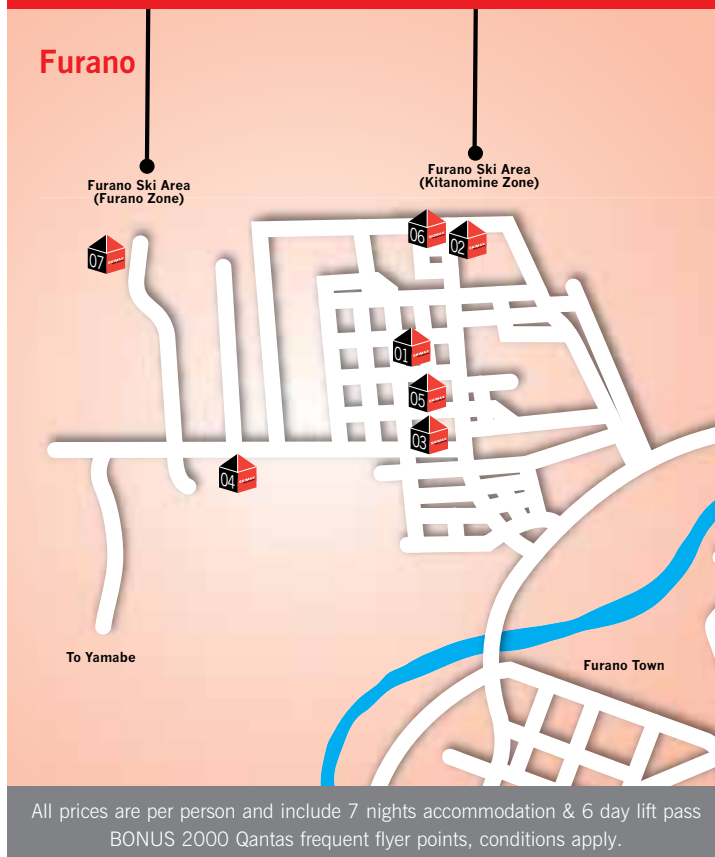 Furano
Furano Ski Area
(Furano Zone)
Furano Ski Area
(Kitanomine Zone)
06
02
07
01
05
03
04
To Yamabe
Furano Town
All prices are per person and include 7 nights accommodation & 6 day lift pass
BONUS 2000 Qantas frequent flyer points, conditions apply.